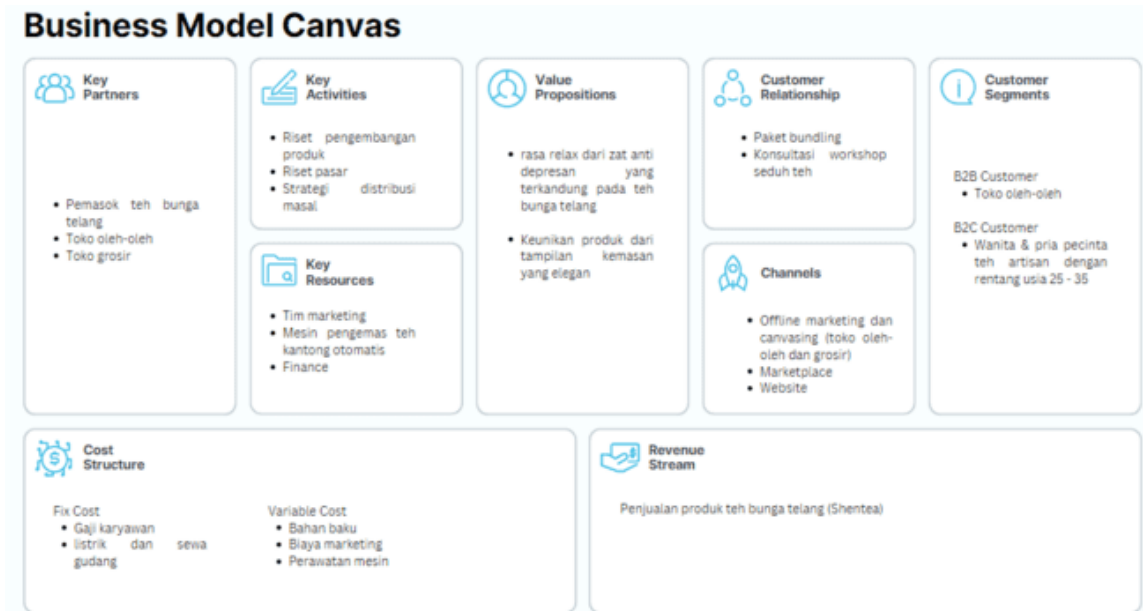 Business Model Canvas
Key
Partners
• Pemasok teh bunga
telang
• Toko oleh-oleh
• Toko grosir
Key
Activities
• Riset pengembangan
produk
• Riset pasar
• Strategi distribusi
masal
Key
Resources
• Tim marketing
• Mesin pengemas teh
kantong otomatis
• Finance
Value
Propositions
• rasa relax dari zat anti
depresan yang
terkandung pada teh
bunga telang
• Keunikan produk dari
tampilan kemasan
yang elegan
Customer
Relationship
• Paket bundling
• Konsultasi workshop
seduh teh
Channels
• Offline marketing dan
canvasing (toko oleh-
oleh dan grosir)
• Marketplace
• Website
Customer
Segments
B2B Customer
• Toko oleh-oleh
B2C Customer
• Wanita & pria pecinta
teh artisan dengan
rentang usia 25 - 35
Cost
Structure
Fix Cost
• Gaji karyawan
• listrik dan sewa
gudang
Variable Cost
• Bahan baku
• Biaya marketing
• Perawatan mesin
Revenue
Stream
Penjualan produk teh bunga telang (Shentea)